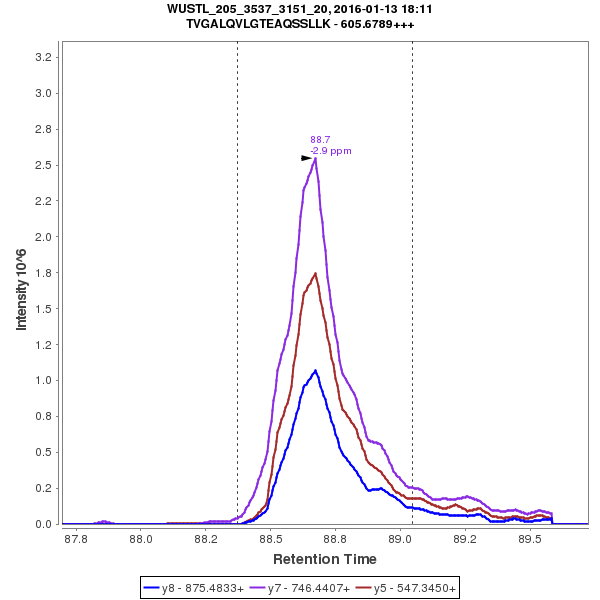 WUSTL_205_3537_3151_20, 2016-01-13 18:11
TVGALQVLGTEAQSSLLK - 605.6789+++
Intensity 10^6
3.2
3.0
2.8
2.5
2.2
2.0
1.8
1.5
1.2
1.0
0.8
0.5
0.2
0.0
88.7
-2.9 ppm
87.8
88.0
88.2
88.5
88.8
89.0
89.2
89.5
Retention Time
y8 - 875.4833+
y7 - 746.4407+
y5 - 547.3450+